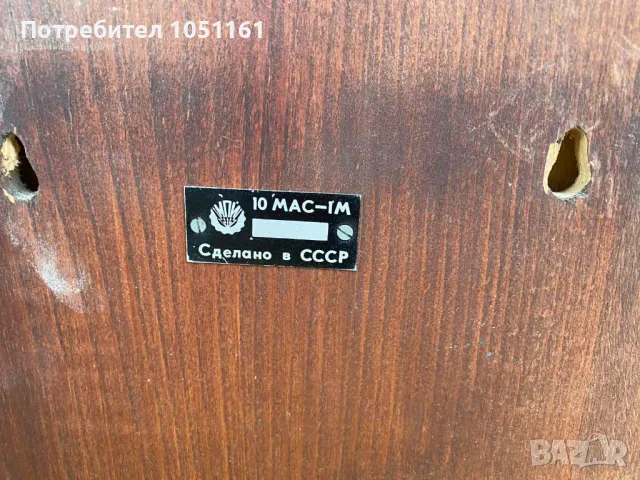 Потребител 1051161
10 МАС-1М
Сделано в СССР
BAZAR